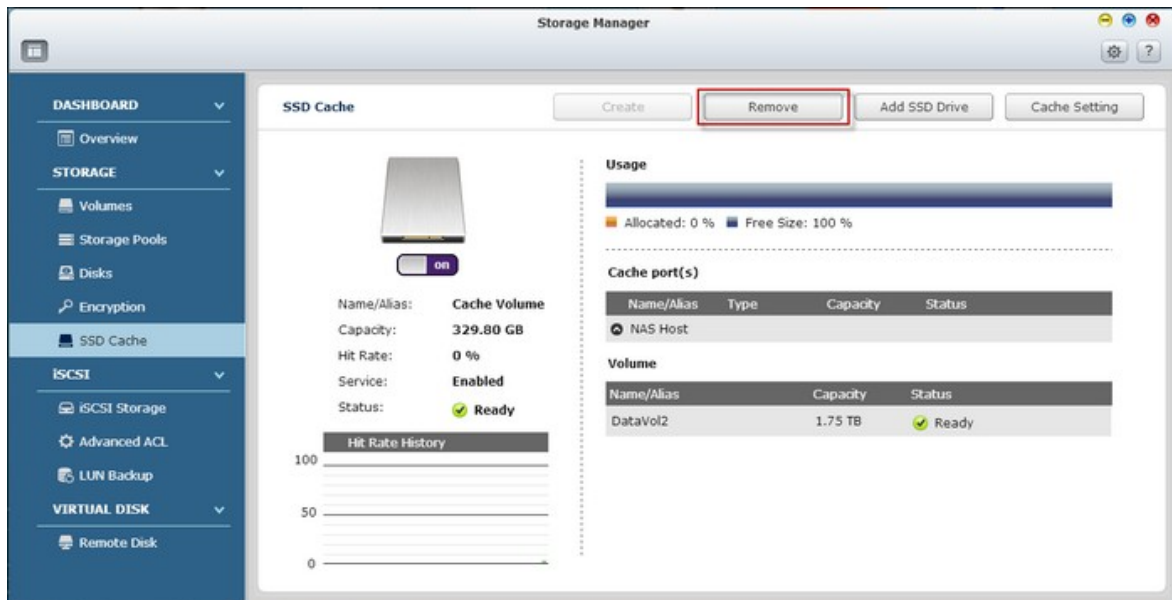 Storage Manager
?
DASHBOARD
Overview
STORAGE
Volumes
Storage Pools
Disks
Encryption
SSD Cache
iSCSI
iSCSI Storage
Advanced ACL
LUN Backup
VIRTUAL DISK
Remote Disk
SSD Cache
Create Remove Add SSD Drive Cache Setting
on
Name/Alias: Cache Volume
Capacity: 329.80 GB
Hit Rate: 0 %
Service: Enabled
Status: Ready
Hit Rate History
100
50
0
Usage
Allocated: 0 % Free Size: 100 %
Cache port(s)
Name/Alias Type Capacity Status
NAS Host
Volume
Name/Alias Capacity Status
DataVol2 1.75 TB Ready